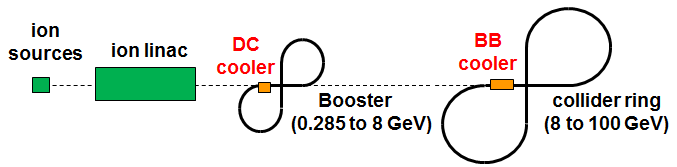 ion
sources
ion linac
DC
cooler
Booster
(0.285 to 8 GeV)
BB
cooler
collider ring
(8 to 100 GeV)